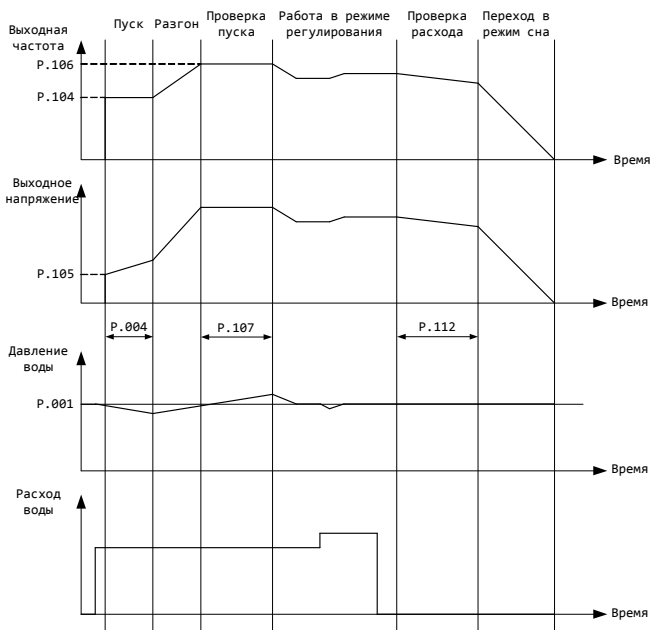 Пуск
Разгон
Проверка
пуска
Работа в режиме
регулирования
Проверка
расхода
Переход в
режим сна
Выходная
частота
P.106
P.104
Время
Выходное
напряжение
P.105
Время
P.004
P.107
P.112
Давление
воды
P.001
Время
Расход
воды
Время